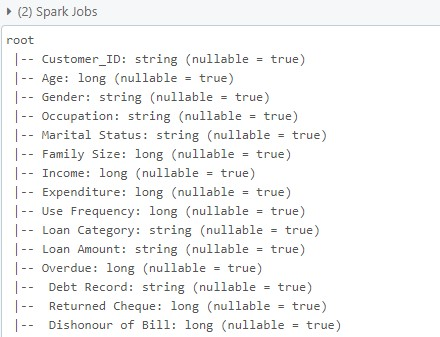 (2) Spark Jobs
root
|-- Customer_ID: string (nullable = true)
|-- Age: long (nullable = true)
|-- Gender: string (nullable = true)
|-- Occupation: string (nullable = true)
|-- Marital Status: string (nullable = true)
|-- Family Size: long (nullable = true)
|-- Income: long (nullable = true)
|-- Expenditure: long (nullable = true)
|-- Use Frequency: long (nullable = true)
|-- Loan Category: string (nullable = true)
|-- Loan Amount: string (nullable = true)
|-- Overdue: long (nullable = true)
|--  Debt Record: string (nullable = true)
|--  Returned Cheque: long (nullable = true)
|--  Dishonour of Bill: long (nullable = true)